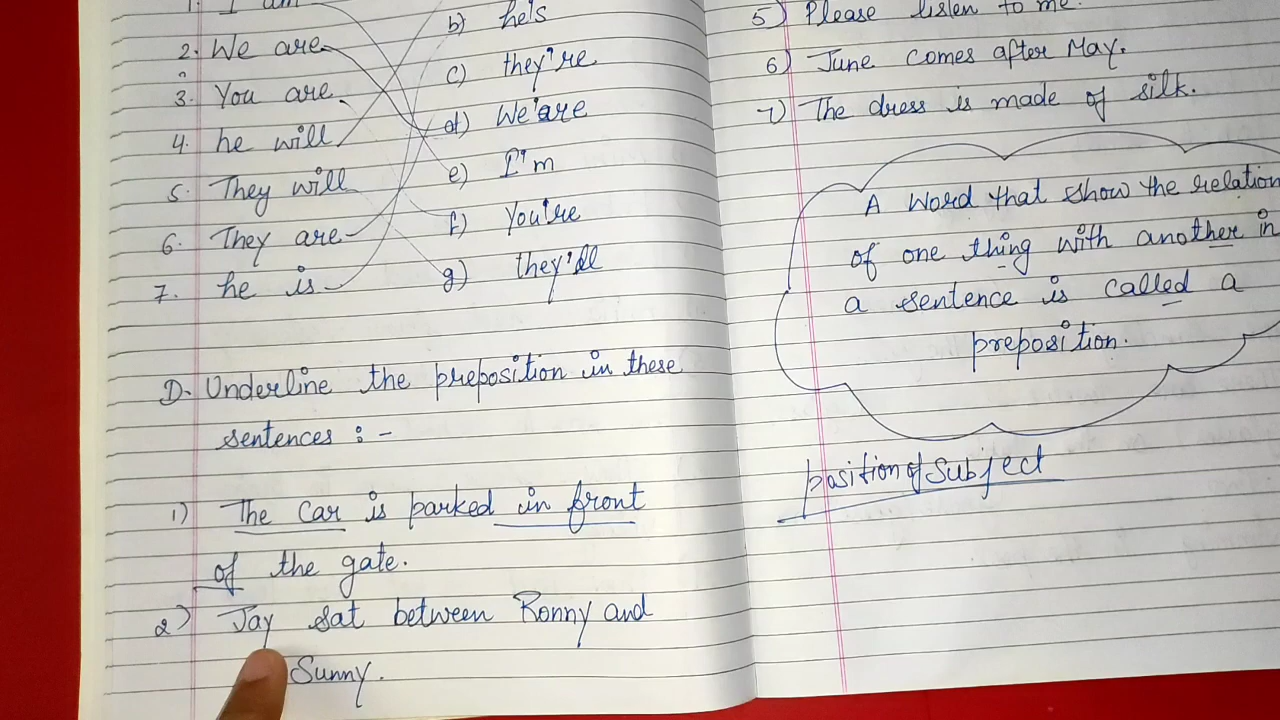 1. I am
2. We are
3. You are
4. he will
5. They will
6. They are
7. he is
b) he's
c) they're
d) We'are
e) I'm
f) You're
g) they'll
D. Underline the preposition in these
sentences : -
1) The car is parked in front
of the gate.
2) Jay sat between Ronny and
Sunny.
5) Please listen to me.
6) June comes after May.
7) The dress is made of silk.
A word that show the relation
of one thing with another in
a sentence is called a
preposition.
position of Subject